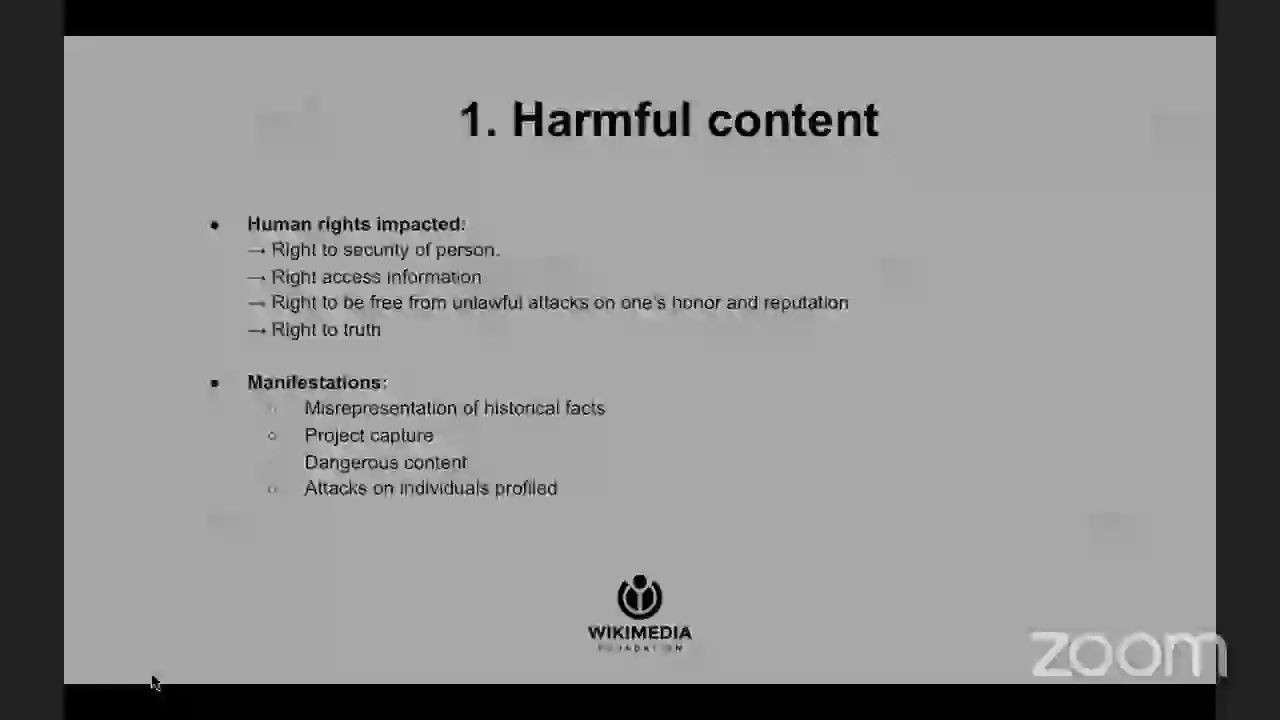 1. Harmful content
● Human rights impacted:
→ Right to security of person.
→ Right access information
→ Right to be free from unlawful attacks on one's honor and reputation
→ Right to truth
● Manifestations:
○ Misrepresentation of historical facts
○ Project capture
Dangerous content
○ Attacks on individuals profiled
WIKIMEDIA
FOUNDATION
zoom